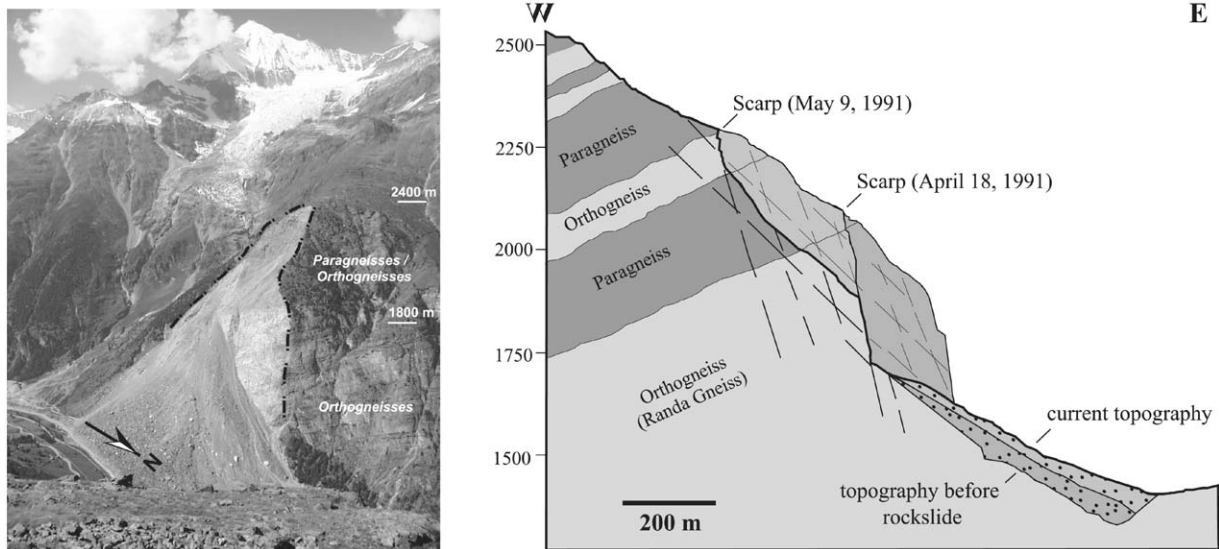 2400 m
Paragneisses /
Orthogneisses
1800 m
Orthogneisses
N
W
E
2500
2250
2000
1750
1500
Scarp (May 9, 1991)
Scarp (April 18, 1991)
Paragneiss
Orthogneiss
Paragneiss
Orthogneiss
(Randa Gneiss)
current topography
topography before
rockslide
200 m